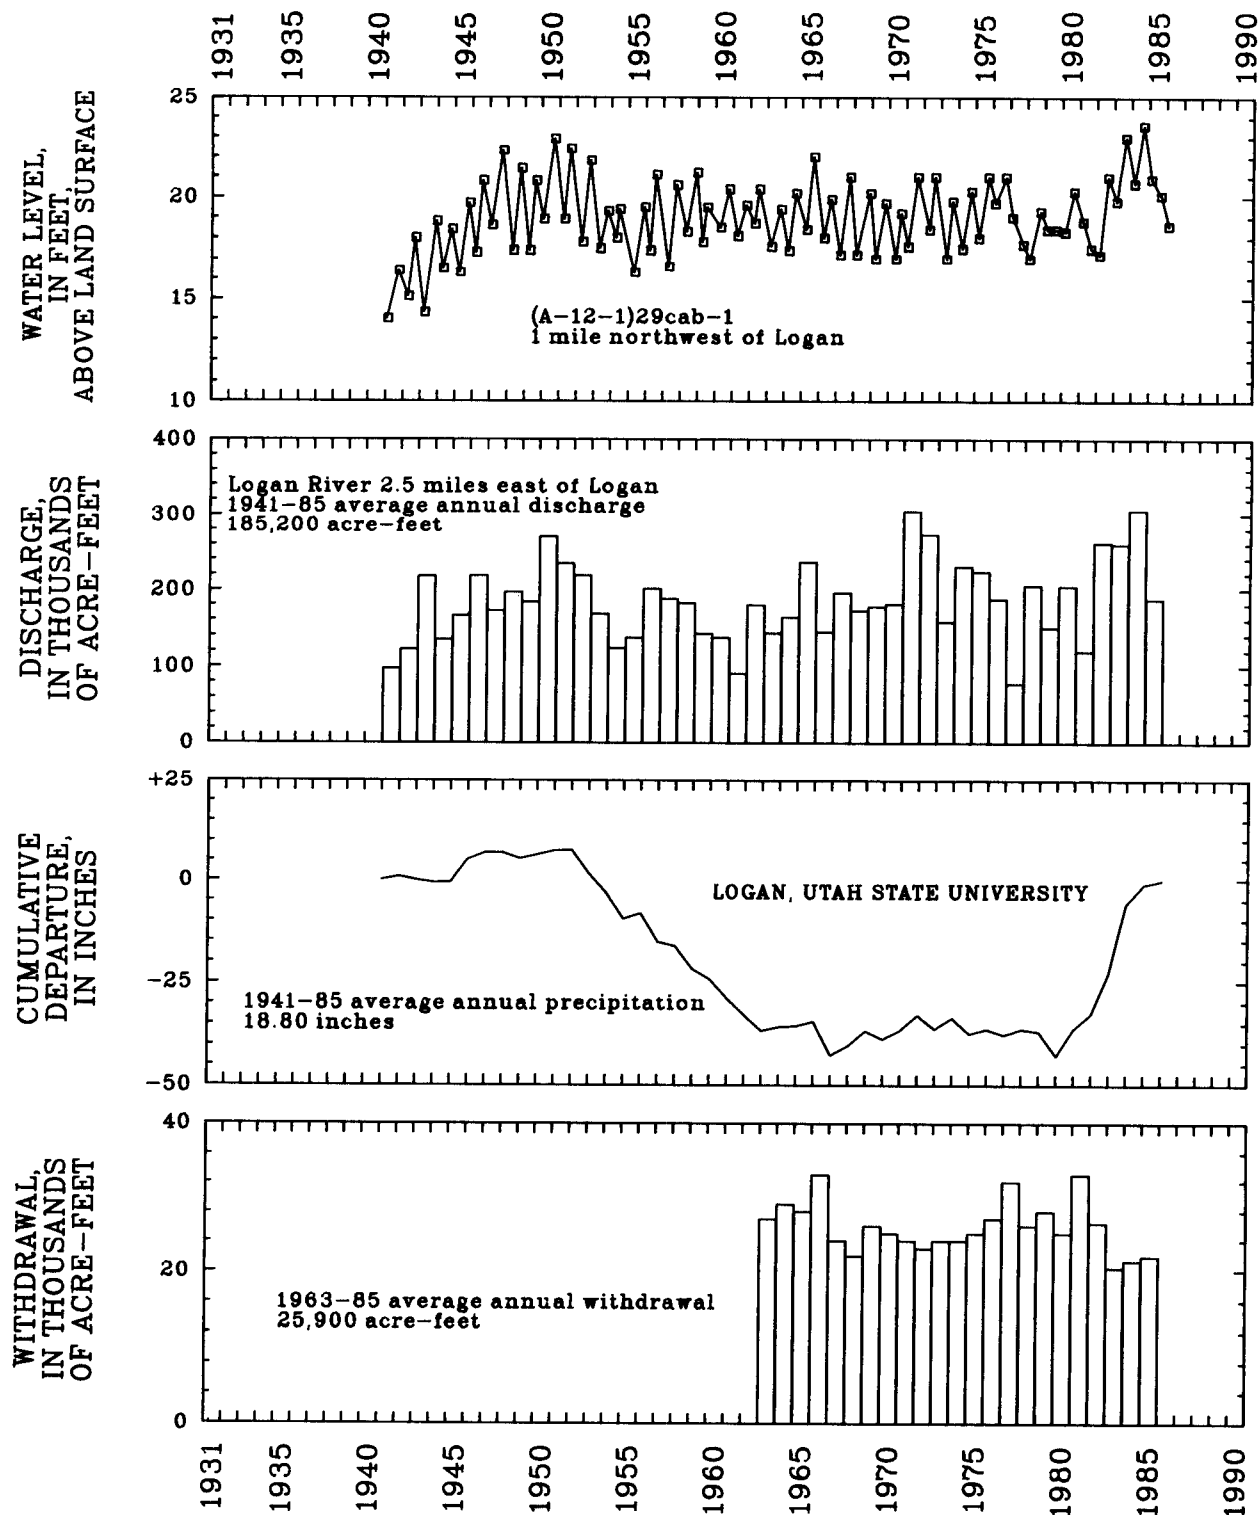 1931 1935 1940 1945 1950 1955 1960 1965 1970 1975 1980 1985 1990
WATER LEVEL,
IN FEET,
ABOVE LAND SURFACE
25
20
15
10
(A-12-1)29cab-1
1 mile northwest of Logan
DISCHARGE,
IN THOUSANDS
OF ACRE-FEET
400
300
200
100
0
Logan River 2.5 miles east of Logan
1941-85 average annual discharge
185,200 acre-feet
CUMULATIVE
DEPARTURE,
IN INCHES
+25
0
-25
-50
LOGAN, UTAH STATE UNIVERSITY
1941-85 average annual precipitation
18.80 inches
WITHDRAWAL,
IN THOUSANDS
OF ACRE-FEET
40
20
0
1963-85 average annual withdrawal
25,900 acre-feet
1931 1935 1940 1945 1950 1955 1960 1965 1970 1975 1980 1985 1990